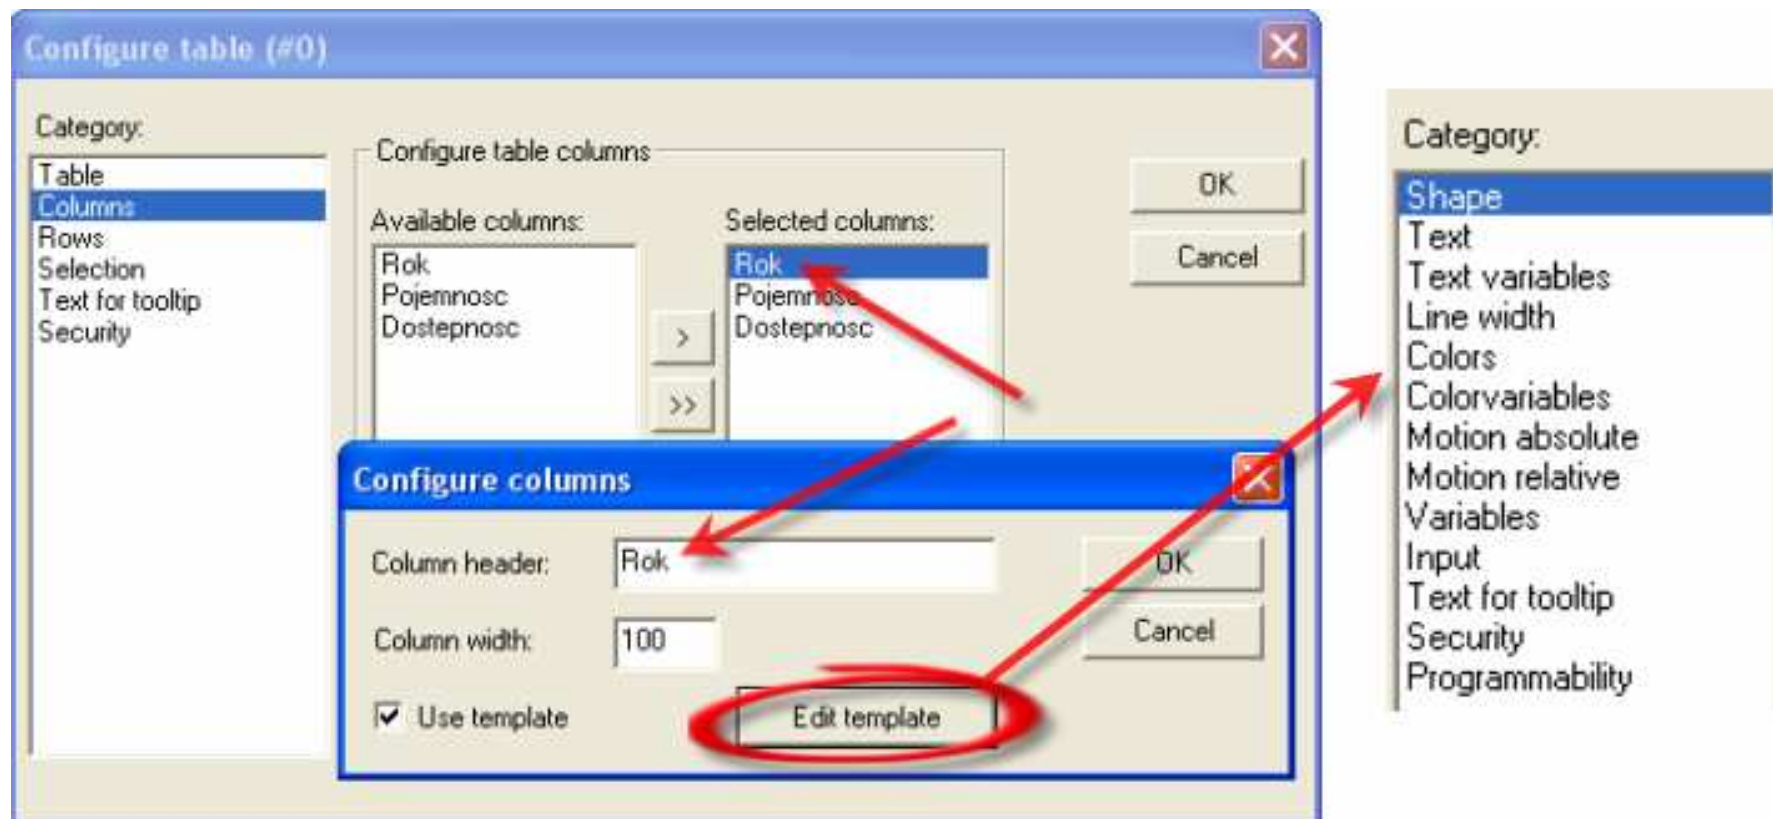 Configure table (#0)
Category:
Table
Columns
Rows
Selection
Text for tooltip
Security
Configure table columns
Available columns:
Rok
Pojemnosc
Dostepnosc
>
>>
Selected columns:
Rok
Pojemnosc
Dostepnosc
OK
Cancel
Configure columns
Column header:
Rok
Column width:
100
Use template
Edit template
OK
Cancel
Category:
Shape
Text
Text variables
Line width
Colors
Colorvariables
Motion absolute
Motion relative
Variables
Input
Text for tooltip
Security
Programmability